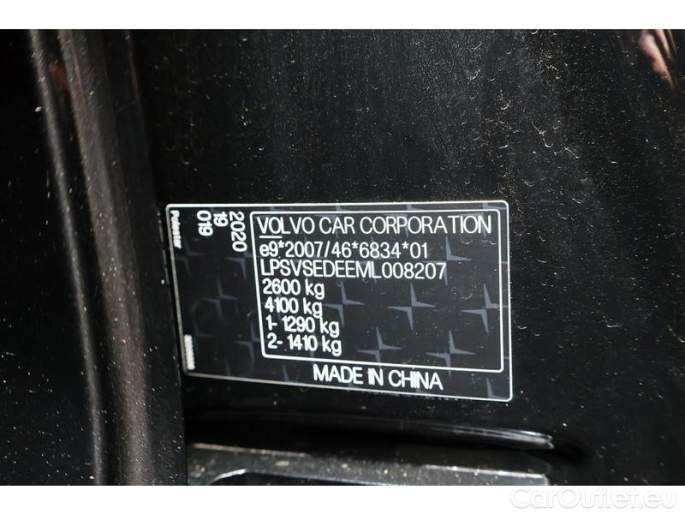 VOLVO CAR CORPORATION
e9*2007/46*6834*01
LPSVSEDEEML008207
2600 kg
4100 kg
1- 1290 kg
2- 1410 kg
MADE IN CHINA
2020
19
019
Polestar
CarOutlet.eu